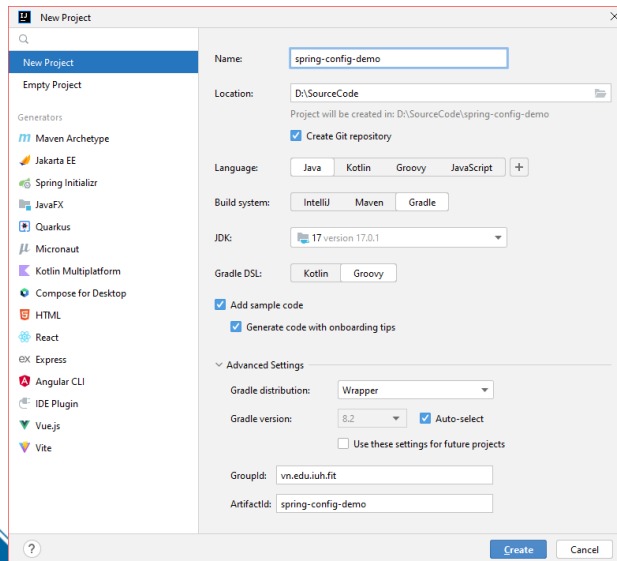 New Project
New Project
Empty Project
Generators
Maven Archetype
Jakarta EE
Spring Initializr
JavaFX
Quarkus
Micronaut
Kotlin Multiplatform
Compose for Desktop
HTML
React
ex Express
Angular CLI
IDE Plugin
Vue.js
Vite
Name: spring-config-demo
Location: D:\SourceCode
Project will be created in: D:\SourceCode\spring-config-demo
Create Git repository
Language: Java Kotlin Groovy JavaScript +
Build system: IntelliJ Maven Gradle
JDK: 17 version 17.0.1
Gradle DSL: Kotlin Groovy
Add sample code
Generate code with onboarding tips
Advanced Settings
Gradle distribution: Wrapper
Gradle version: 8.2 Auto-select
Use these settings for future projects
GroupId: vn.edu.iuh.fit
ArtifactId: spring-config-demo
? Create Cancel